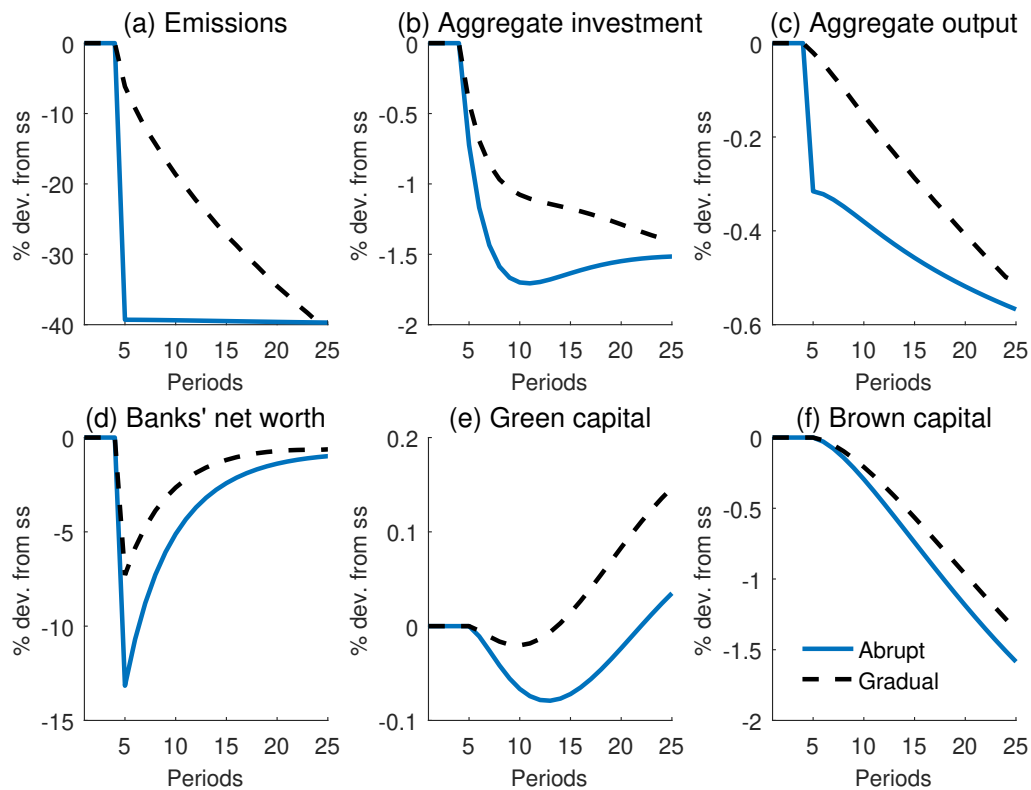 (a) Emissions
% dev. from ss
0
-10
-20
-30
-40
5 10 15 20 25
Periods
(b) Aggregate investment
% dev. from ss
0
-0.5
-1
-1.5
-2
5 10 15 20 25
Periods
(c) Aggregate output
% dev. from ss
0
-0.2
-0.4
-0.6
5 10 15 20 25
Periods
(d) Banks' net worth
% dev. from ss
0
-5
-10
-15
5 10 15 20 25
Periods
(e) Green capital
% dev. from ss
0.2
0.1
0
-0.1
5 10 15 20 25
Periods
(f) Brown capital
% dev. from ss
0
-0.5
-1
-1.5
-2
Abrupt
Gradual
5 10 15 20 25
Periods